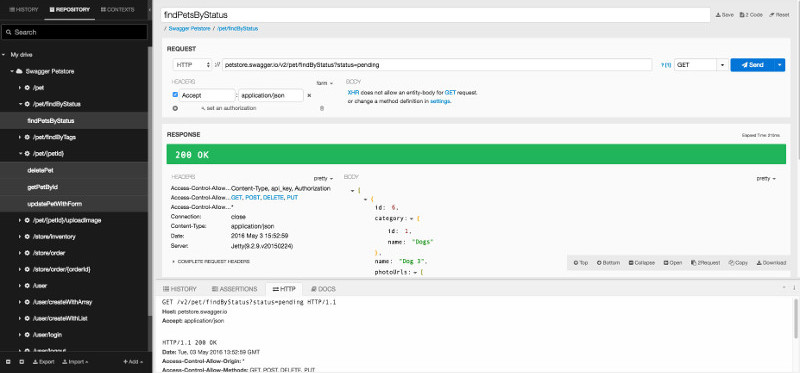 HISTORY REPOSITORY CONTEXTS
Search
My drive
Swagger Petstore
/pet
/pet/findByStatus
findPetsByStatus
/pet/findByTags
/pet/{petId}
deletePet
getPetById
updatePetWithForm
/pet/{petId}/uploadImage
/store/inventory
/store/order
/store/order/{orderId}
/user
/user/createWithArray
/user/createWithList
/user/login
/user/logout
Export Import Add
findPetsByStatus
Save 2 Code Reset
/ Swagger Petstore / /pet/findByStatus
REQUEST
HTTP :// petstore.swagger.io/v2/pet/findByStatus?status=pending ? (1) GET Send
HEADERS form
Accept : application/json
set an authorization
BODY
XHR does not allow an entity-body for GET request.
or change a method definition in settings.
RESPONSE
200 OK
HEADERS pretty
Access-Control-Allow... Content-Type, api_key, Authorization
Access-Control-Allow... GET, POST, DELETE, PUT
Access-Control-Allow... *
Connection: close
Content-Type: application/json
Date: 2016 May 3 15:52:59
Server: Jetty(9.2.9.v20150224)
COMPLETE REQUEST HEADERS
BODY pretty
[
{
category: {
id: 1,
name: "Dogs"
},
photoUrls: [
Top Bottom Collapse Open 2Request Copy Download
HISTORY ASSERTIONS HTTP DOCS
GET /v2/pet/findByStatus?status=pending HTTP/1.1
Host: petstore.swagger.io
Accept: application/json
HTTP/1.1 200 OK
Date: Tue, 03 May 2016 13:52:59 GMT
Access-Control-Allow-Origin: *
Access-Control-Allow-Methods: GET, POST, DELETE, PUT